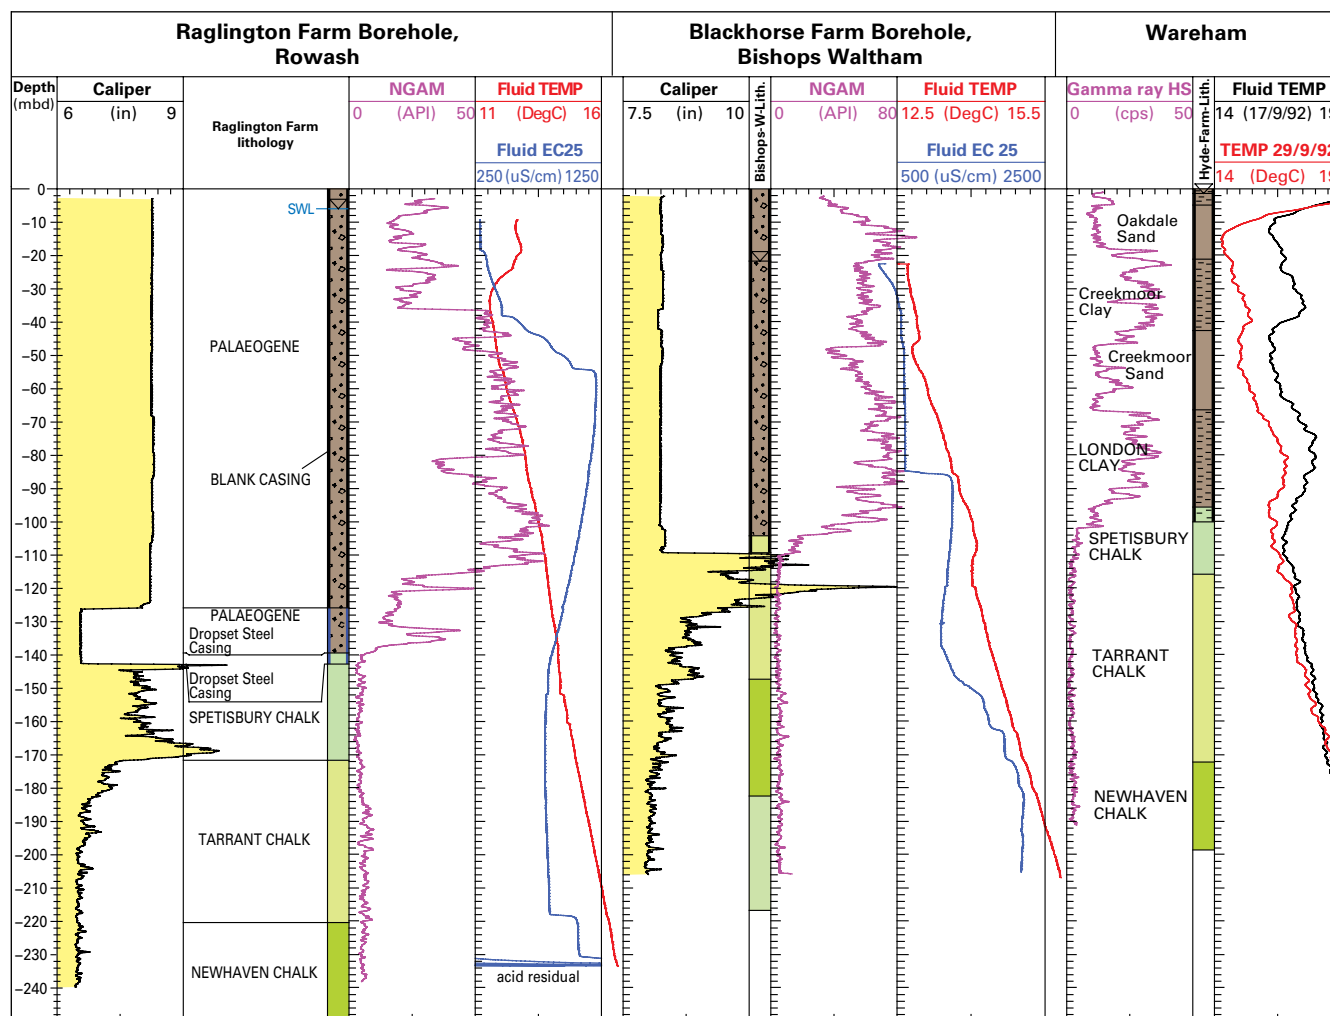 Raglington Farm Borehole,
Rowash
Blackhorse Farm Borehole,
Bishops Waltham
Wareham
Depth
(mbd)
Caliper
6 (in) 9
Raglington Farm
lithology
NGAM
0 (API) 50
Fluid TEMP
11 (DegC) 16
Fluid EC25
250 (uS/cm) 1250
Caliper
7.5 (in) 10
Bishops-W-Lith.
NGAM
0 (API) 80
Fluid TEMP
12.5 (DegC) 15.5
Fluid EC 25
500 (uS/cm) 2500
Gamma ray HS
0 (cps) 50
Hyde-Farm-Lith.
Fluid TEMP
14 (17/9/92) 19
TEMP 29/9/92
14 (DegC) 19
0
-10
-20
-30
-40
-50
-60
-70
-80
-90
-100
-110
-120
-130
-140
-150
-160
-170
-180
-190
-200
-210
-220
-230
-240
SWL
PALAEOGENE
BLANK CASING
PALAEOGENE
Dropset Steel
Casing
Dropset Steel
Casing
SPETISBURY CHALK
TARRANT CHALK
NEWHAVEN CHALK
acid residual
Oakdale
Sand
Creekmoor
Clay
Creekmoor
Sand
LONDON
CLAY
SPETISBURY
CHALK
TARRANT
CHALK
NEWHAVEN
CHALK